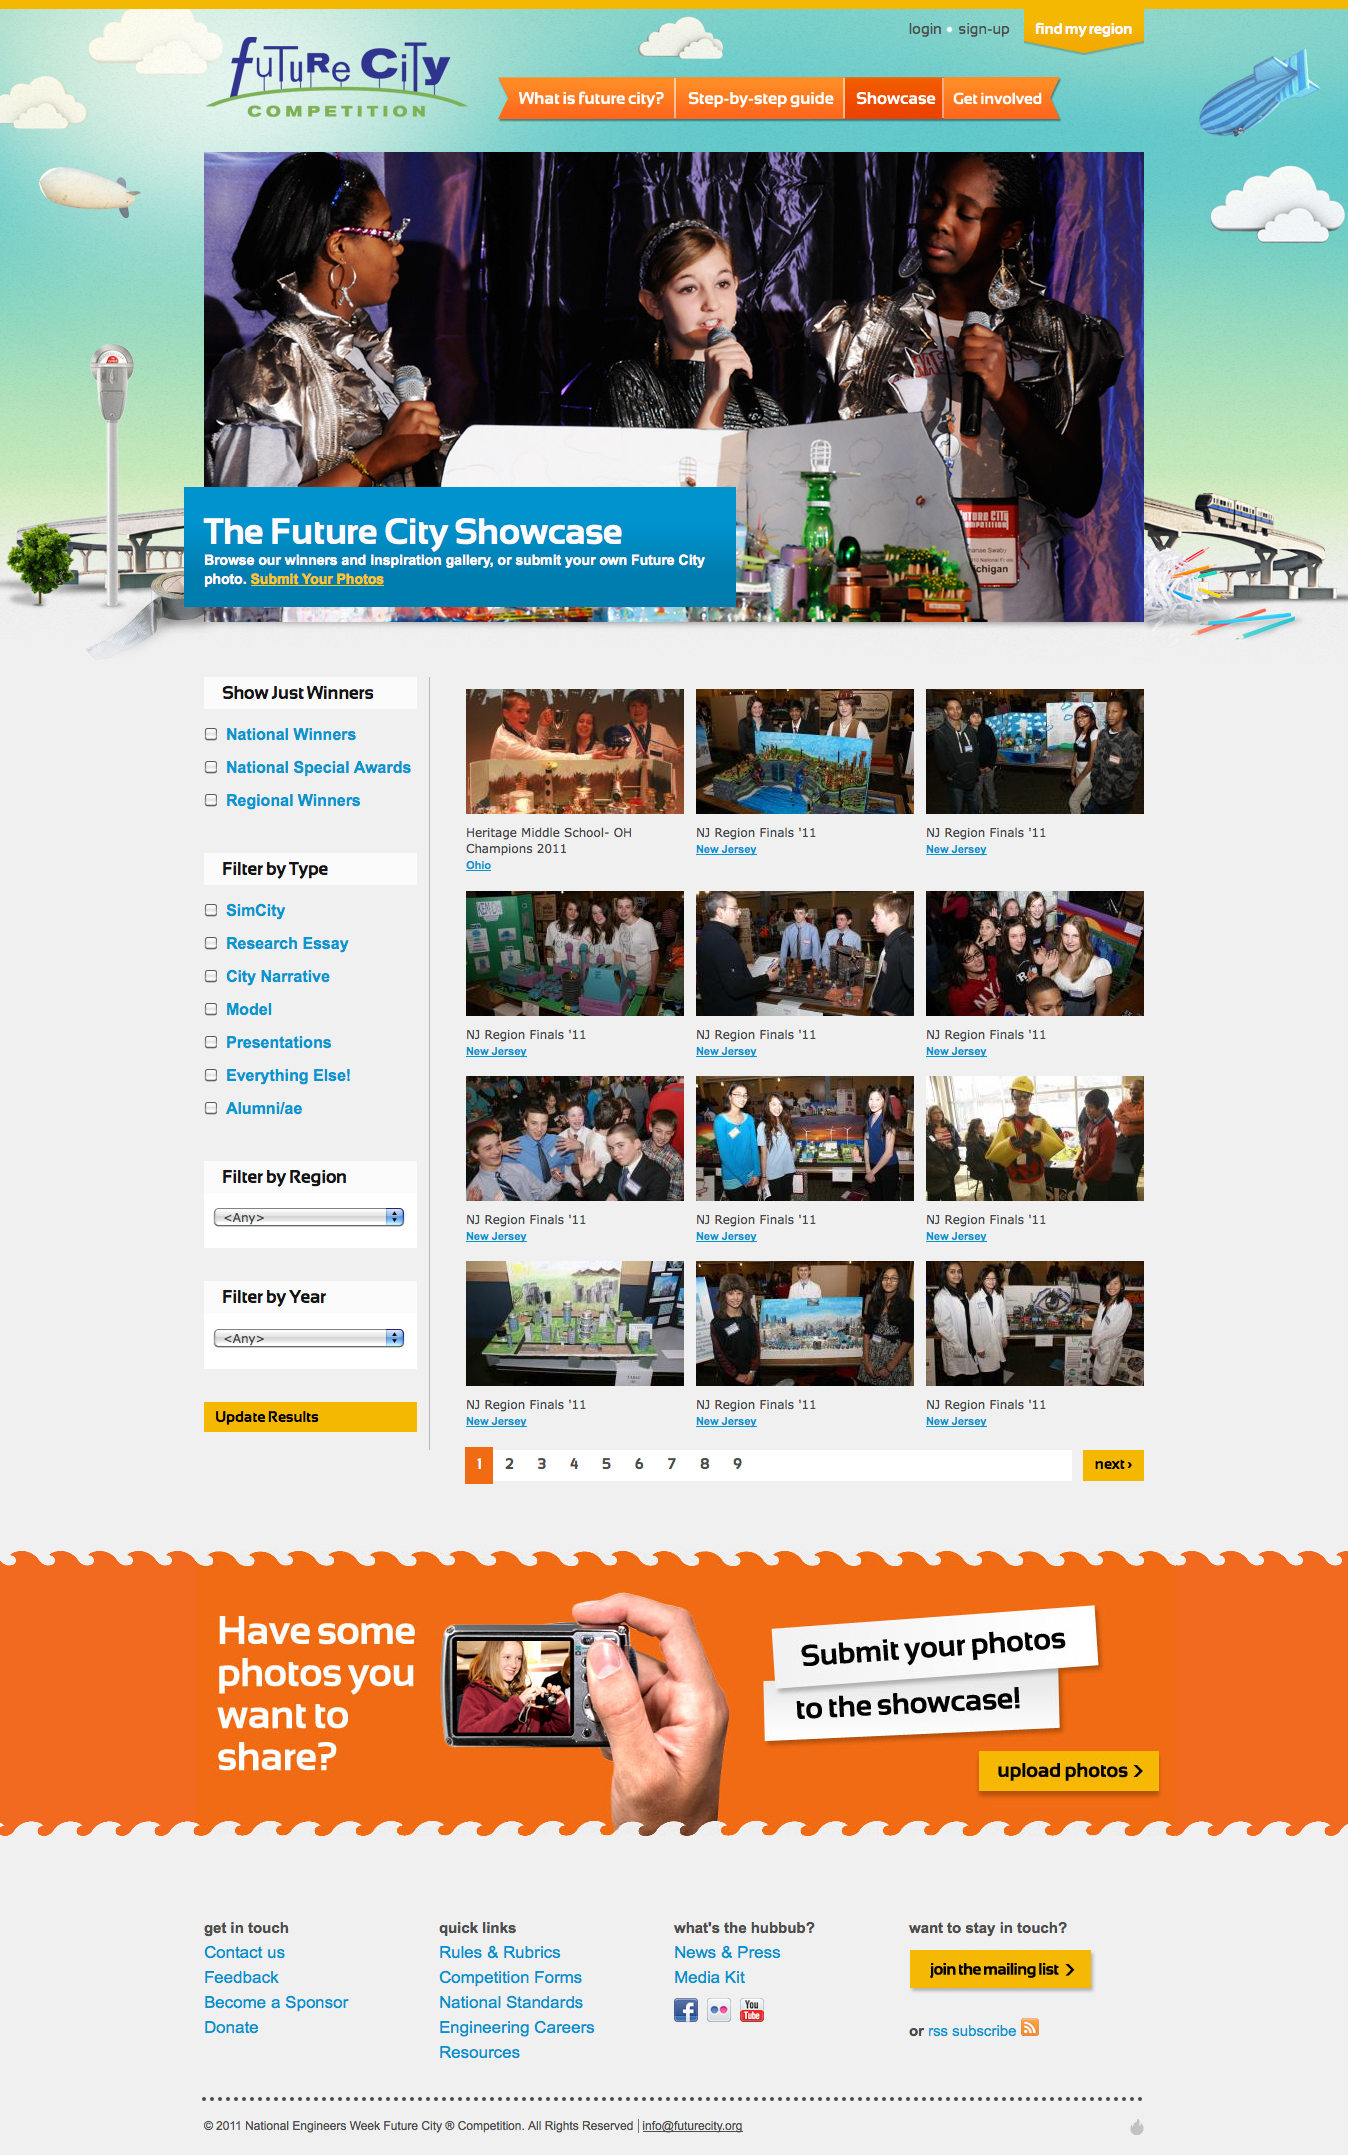 login • sign-up
find my region
future city
COMPETITION
What is future city?
Step-by-step guide
Showcase
Get involved
The Future City Showcase
Browse our winners and inspiration gallery, or submit your own Future City
photo. Submit Your Photos
FUTURE CITY
COMPETITION
Michigan
Show Just Winners
National Winners
National Special Awards
Regional Winners
Filter by Type
SimCity
Research Essay
City Narrative
Model
Presentations
Everything Else!
Alumni/ae
Filter by Region
<Any>
Filter by Year
<Any>
Update Results
Heritage Middle School- OH
Champions 2011
Ohio
NJ Region Finals '11
New Jersey
NJ Region Finals '11
New Jersey
NJ Region Finals '11
New Jersey
NJ Region Finals '11
New Jersey
NJ Region Finals '11
New Jersey
NJ Region Finals '11
New Jersey
NJ Region Finals '11
New Jersey
NJ Region Finals '11
New Jersey
NJ Region Finals '11
New Jersey
NJ Region Finals '11
New Jersey
NJ Region Finals '11
New Jersey
1 2 3 4 5 6 7 8 9
next ›
Have some
photos you
want to
share?
Submit your photos
to the showcase!
upload photos >
get in touch
Contact us
Feedback
Become a Sponsor
Donate
quick links
Rules & Rubrics
Competition Forms
National Standards
Engineering Careers
Resources
what's the hubbub?
News & Press
Media Kit
You
Tube
want to stay in touch?
join the mailing list >
or rss subscribe
© 2011 National Engineers Week Future City ® Competition. All Rights Reserved | info@futurecity.org